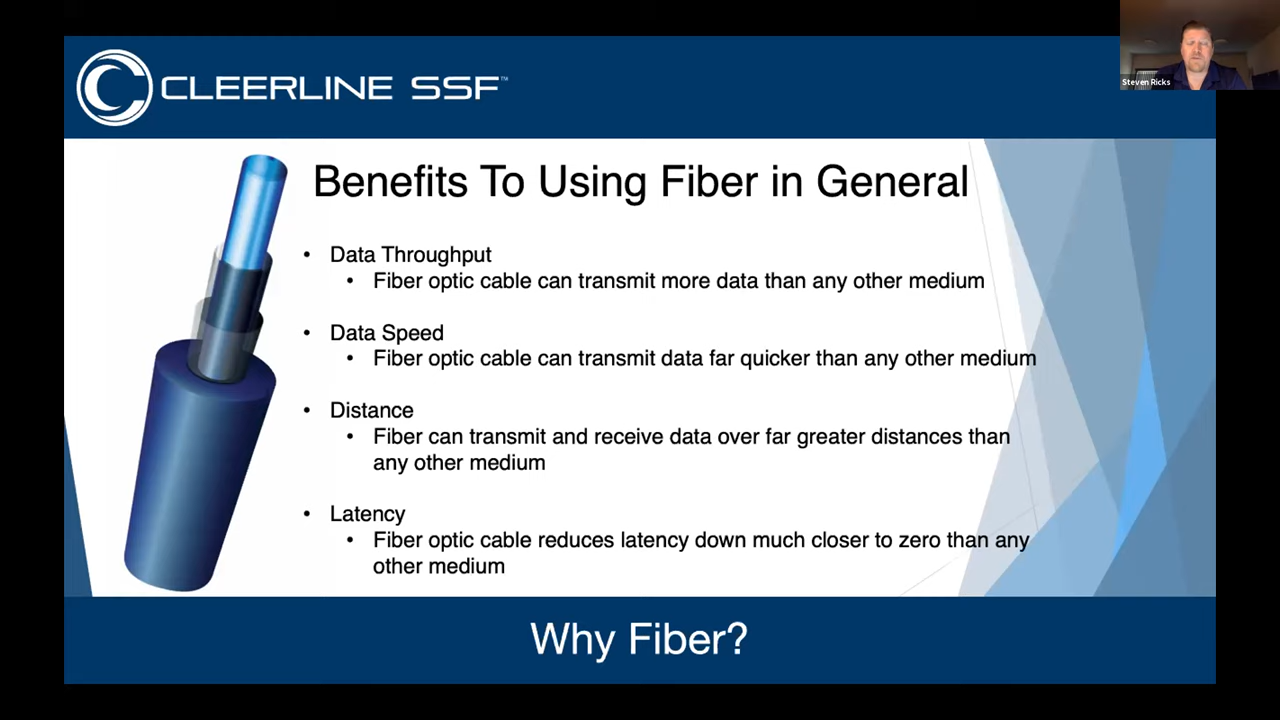 CLEERLINE SSF™
Steven Ricks
Benefits To Using Fiber in General
• Data Throughput
• Fiber optic cable can transmit more data than any other medium
• Data Speed
• Fiber optic cable can transmit data far quicker than any other medium
• Distance
• Fiber can transmit and receive data over far greater distances than
any other medium
• Latency
• Fiber optic cable reduces latency down much closer to zero than any
other medium
Why Fiber?